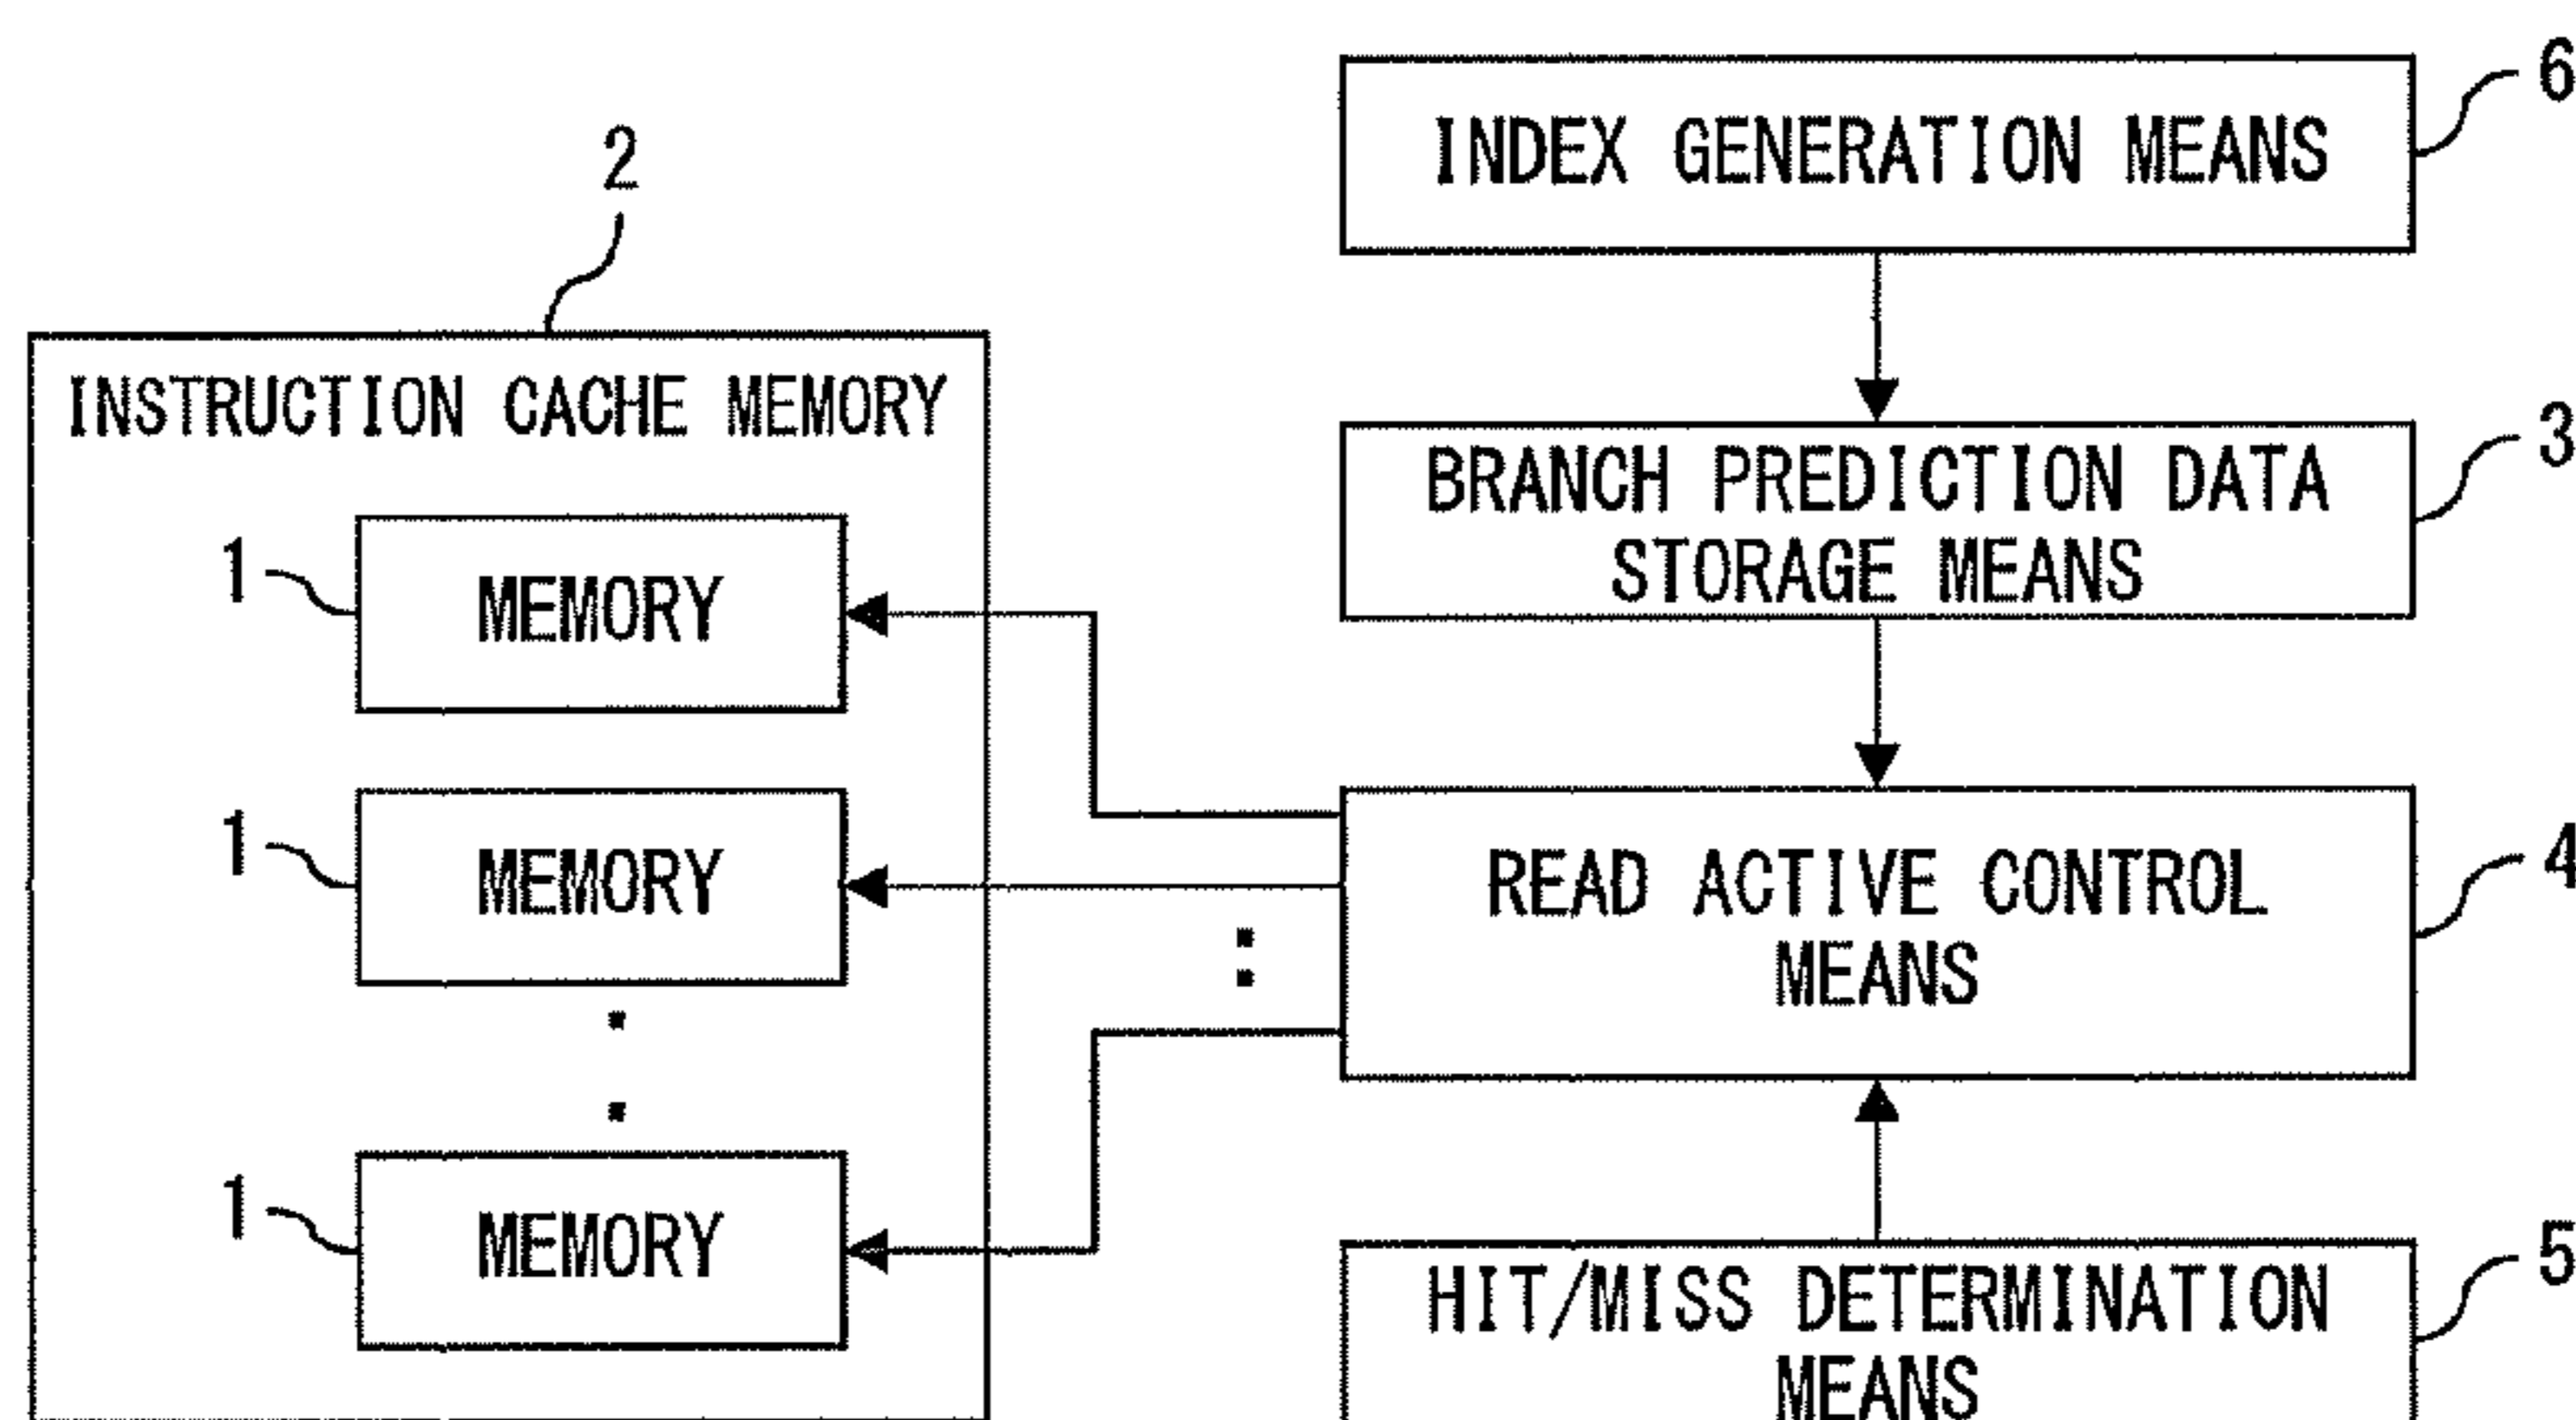 2
INSTRUCTION CACHE MEMORY
1
MEMORY
1
MEMORY
1
MEMORY
INDEX GENERATION MEANS
6
BRANCH PREDICTION DATA
STORAGE MEANS
3
READ ACTIVE CONTROL
MEANS
4
HIT/MISS DETERMINATION
MEANS
5